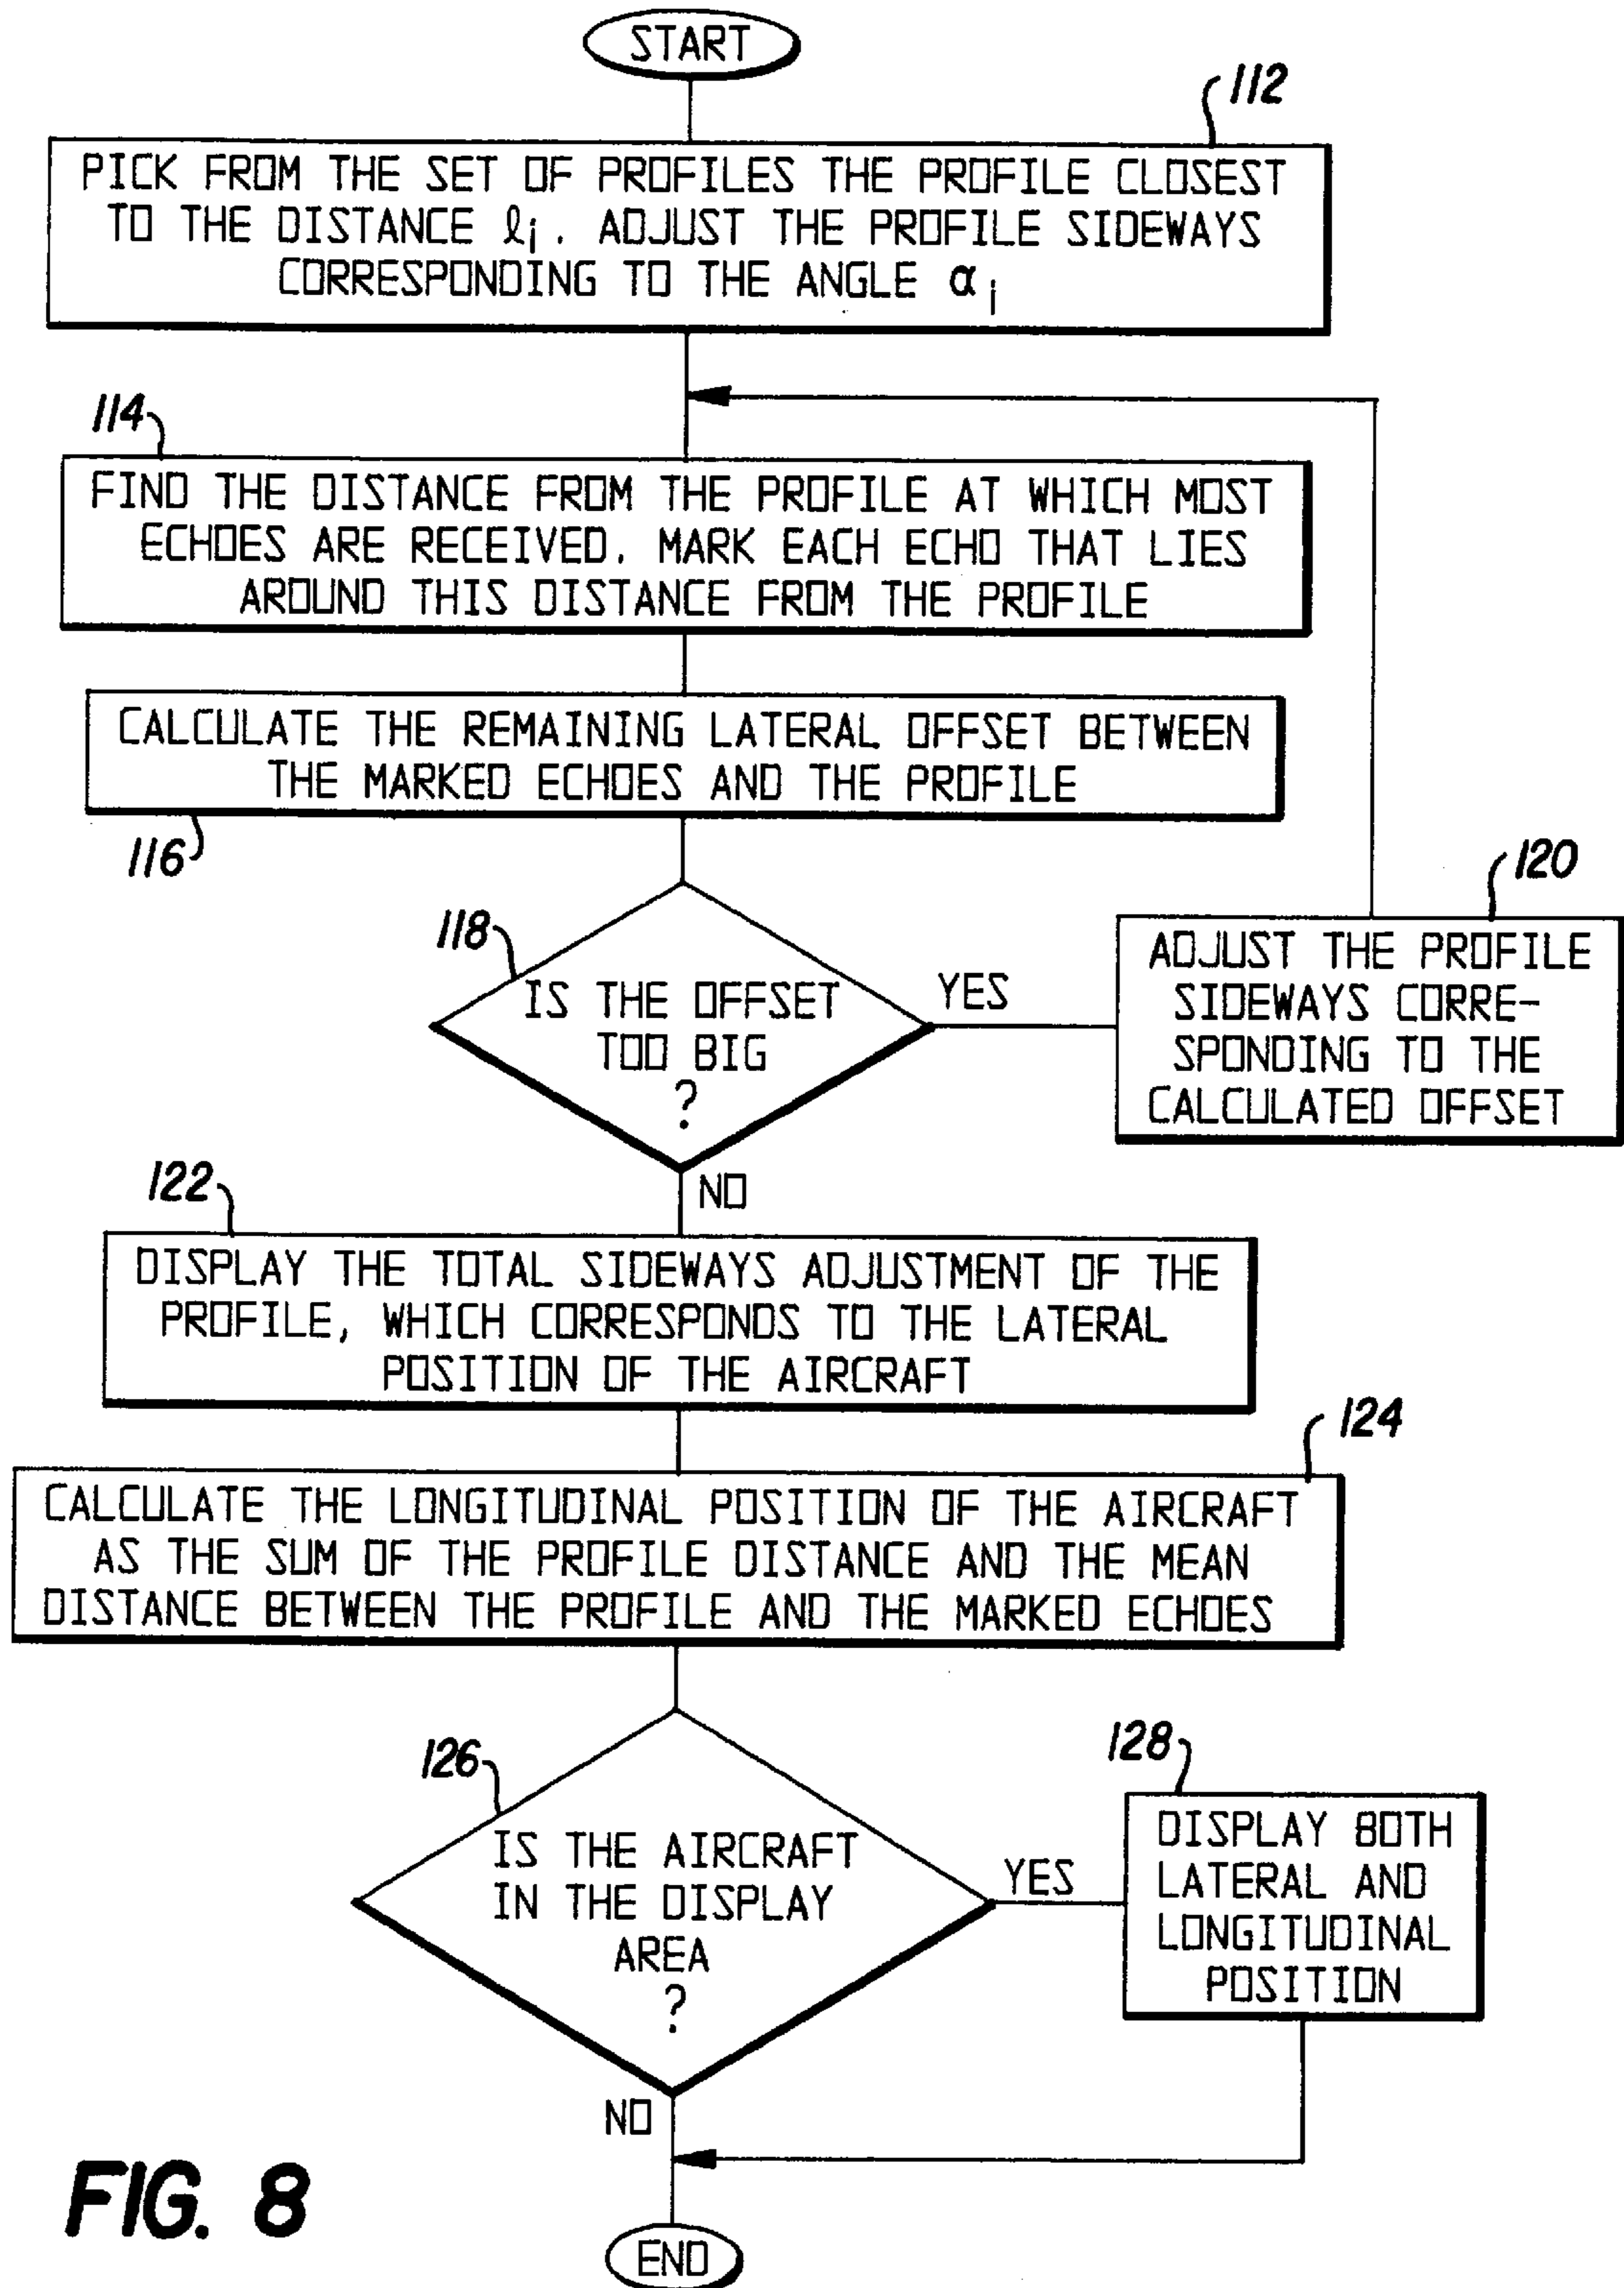 START
112
PICK FROM THE SET OF PROFILES THE PROFILE CLOSEST
TO THE DISTANCE ℓi. ADJUST THE PROFILE SIDEWAYS
CORRESPONDING TO THE ANGLE αi
114
FIND THE DISTANCE FROM THE PROFILE AT WHICH MOST
ECHOES ARE RECEIVED. MARK EACH ECHO THAT LIES
AROUND THIS DISTANCE FROM THE PROFILE
CALCULATE THE REMAINING LATERAL OFFSET BETWEEN
THE MARKED ECHOES AND THE PROFILE
116
118
IS THE OFFSET
TOO BIG
?
YES
120
ADJUST THE PROFILE
SIDEWAYS CORRE-
SPONDING TO THE
CALCULATED OFFSET
NO
122
DISPLAY THE TOTAL SIDEWAYS ADJUSTMENT OF THE
PROFILE, WHICH CORRESPONDS TO THE LATERAL
POSITION OF THE AIRCRAFT
124
CALCULATE THE LONGITUDINAL POSITION OF THE AIRCRAFT
AS THE SUM OF THE PROFILE DISTANCE AND THE MEAN
DISTANCE BETWEEN THE PROFILE AND THE MARKED ECHOES
126
IS THE AIRCRAFT
IN THE DISPLAY
AREA
?
YES
128
DISPLAY BOTH
LATERAL AND
LONGITUDINAL
POSITION
NO
END
FIG. 8